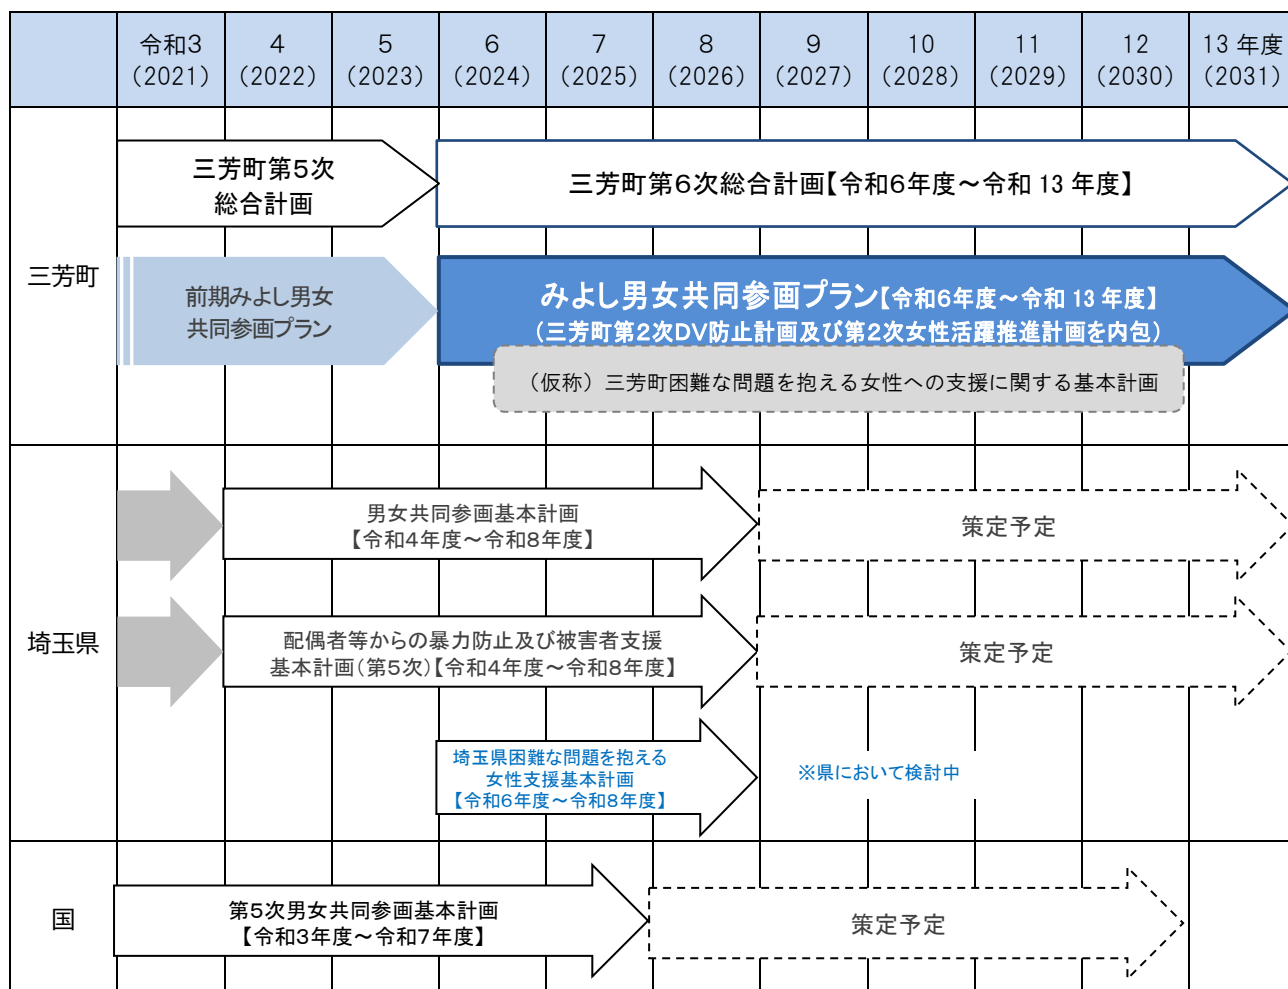 令和3 4 5 6 7 8 9 10 11 12 13 年度
（2021） （2022） （2023） （2024） （2025） （2026） （2027） （2028） （2029） （2030） （2031）
三芳町
三芳町第5次
総合計画
三芳町第6次総合計画【令和6年度～令和 13 年度】
前期みよし男女
共同参画プラン
みよし男女共同参画プラン【令和6年度～令和 13 年度】
（三芳町第2次DV防止計画及び第2次女性活躍推進計画を内包）
（仮称）三芳町困難な問題を抱える女性への支援に関する基本計画
埼玉県
男女共同参画基本計画
【令和4年度～令和8年度】
策定予定
配偶者等からの暴力防止及び被害者支援
基本計画（第5次）【令和4年度～令和8年度】
策定予定
埼玉県困難な問題を抱える
女性支援基本計画
【令和6年度～令和8年度】
※県において検討中
国
第5次男女共同参画基本計画
【令和3年度～令和7年度】
策定予定